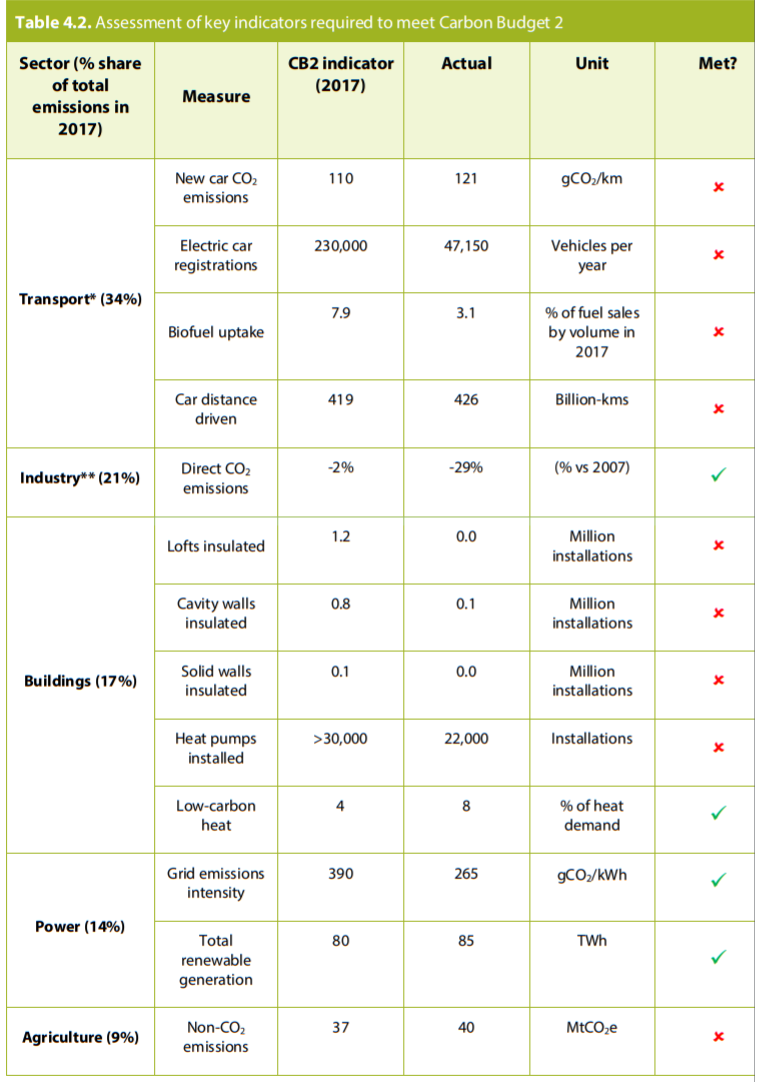 Table 4.2. Assessment of key indicators required to meet Carbon Budget 2
Sector (% share
of total
emissions in
2017)
Measure
CB2 indicator
(2017)
Actual
Unit
Met?
Transport* (34%)
New car CO₂
emissions
110
121
gCO₂/km
✘
Electric car
registrations
230,000
47,150
Vehicles per
year
✘
Biofuel uptake
7.9
3.1
% of fuel sales
by volume in
2017
✘
Car distance
driven
419
426
Billion-kms
✘
Industry** (21%)
Direct CO₂
emissions
-2%
-29%
(% vs 2007)
✓
Buildings (17%)
Lofts insulated
1.2
0.0
Million
installations
✘
Cavity walls
insulated
0.8
0.1
Million
installations
✘
Solid walls
insulated
0.1
0.0
Million
installations
✘
Heat pumps
installed
>30,000
22,000
Installations
✘
Low-carbon
heat
4
8
% of heat
demand
✓
Power (14%)
Grid emissions
intensity
390
265
gCO₂/kWh
✓
Total
renewable
generation
80
85
TWh
✓
Agriculture (9%)
Non-CO₂
emissions
37
40
MtCO₂e
✘